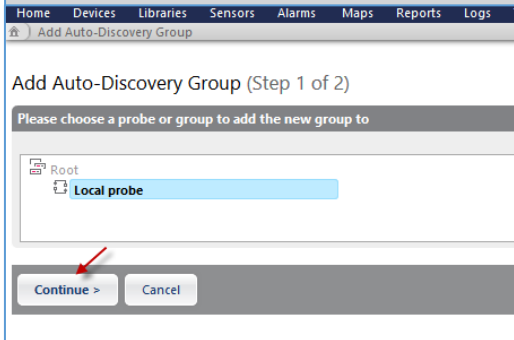 Home Devices Libraries Sensors Alarms Maps Reports Logs
Add Auto-Discovery Group
Add Auto-Discovery Group (Step 1 of 2)
Please choose a probe or group to add the new group to
Root
Local probe
Continue > Cancel